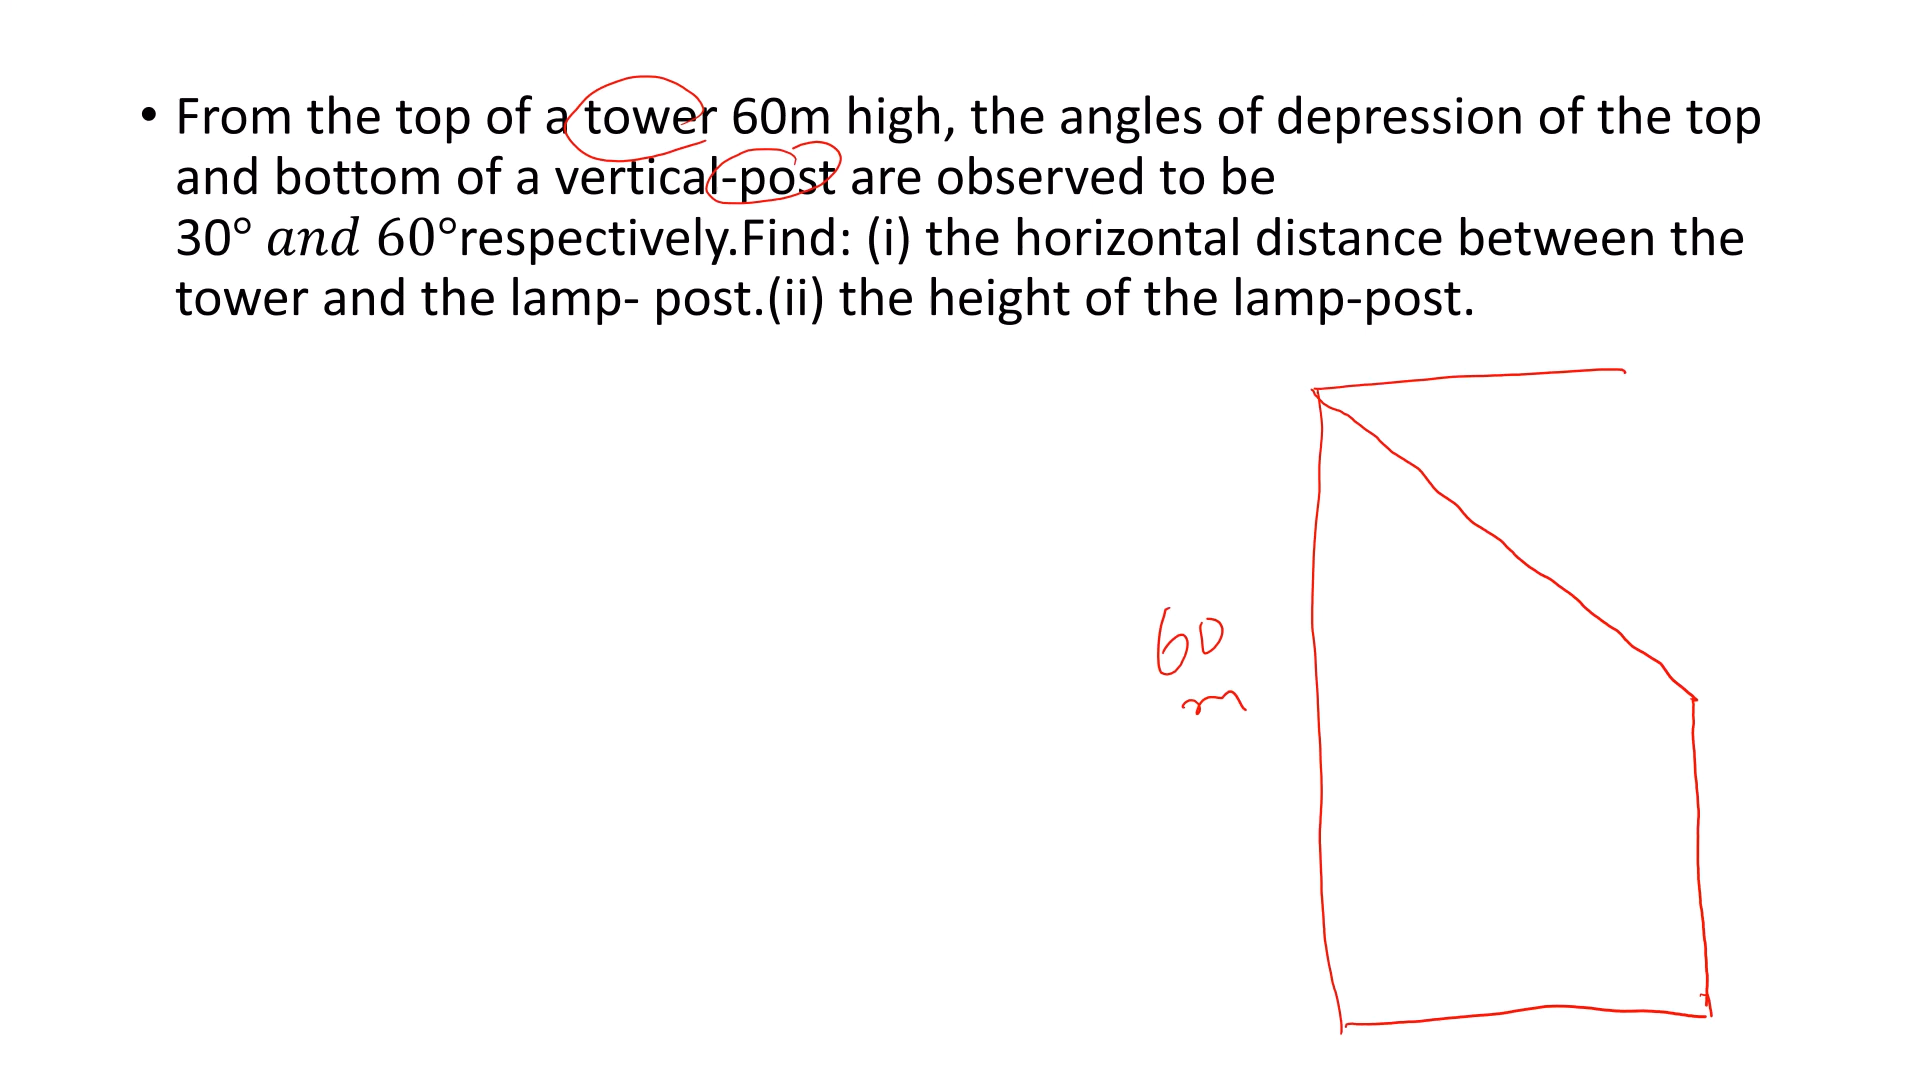 • From the top of a tower 60m high, the angles of depression of the top
and bottom of a vertical-post are observed to be
30° 𝑎𝑛𝑑 60°respectively.Find: (i) the horizontal distance between the
tower and the lamp- post.(ii) the height of the lamp-post.
60
m